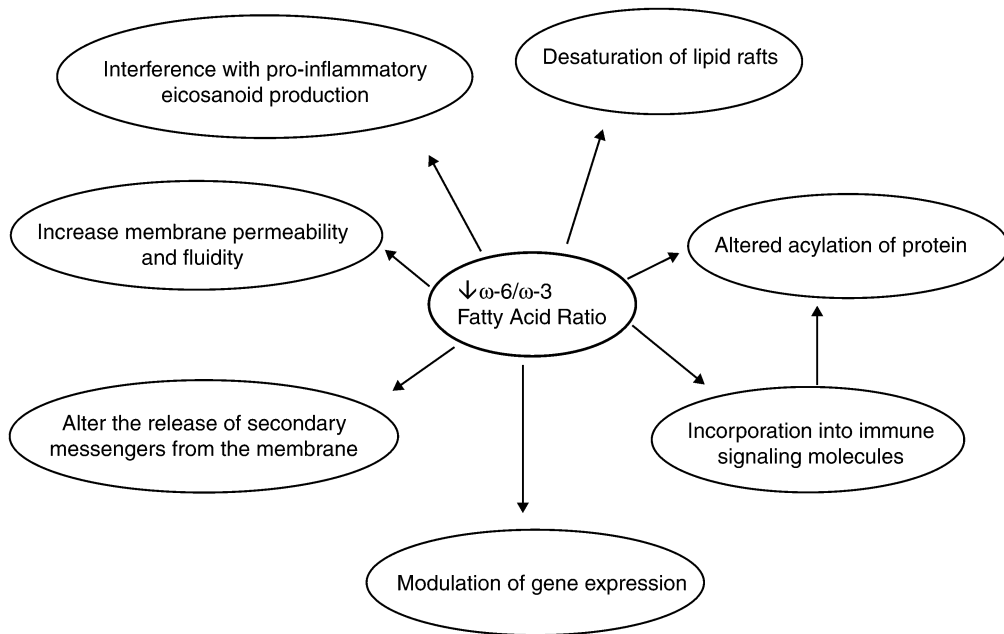 Interference with pro-inflammatory
eicosanoid production
Desaturation of lipid rafts
Increase membrane permeability
and fluidity
Altered acylation of protein
↓ω-6/ω-3
Fatty Acid Ratio
Alter the release of secondary
messengers from the membrane
Incorporation into immune
signaling molecules
Modulation of gene expression